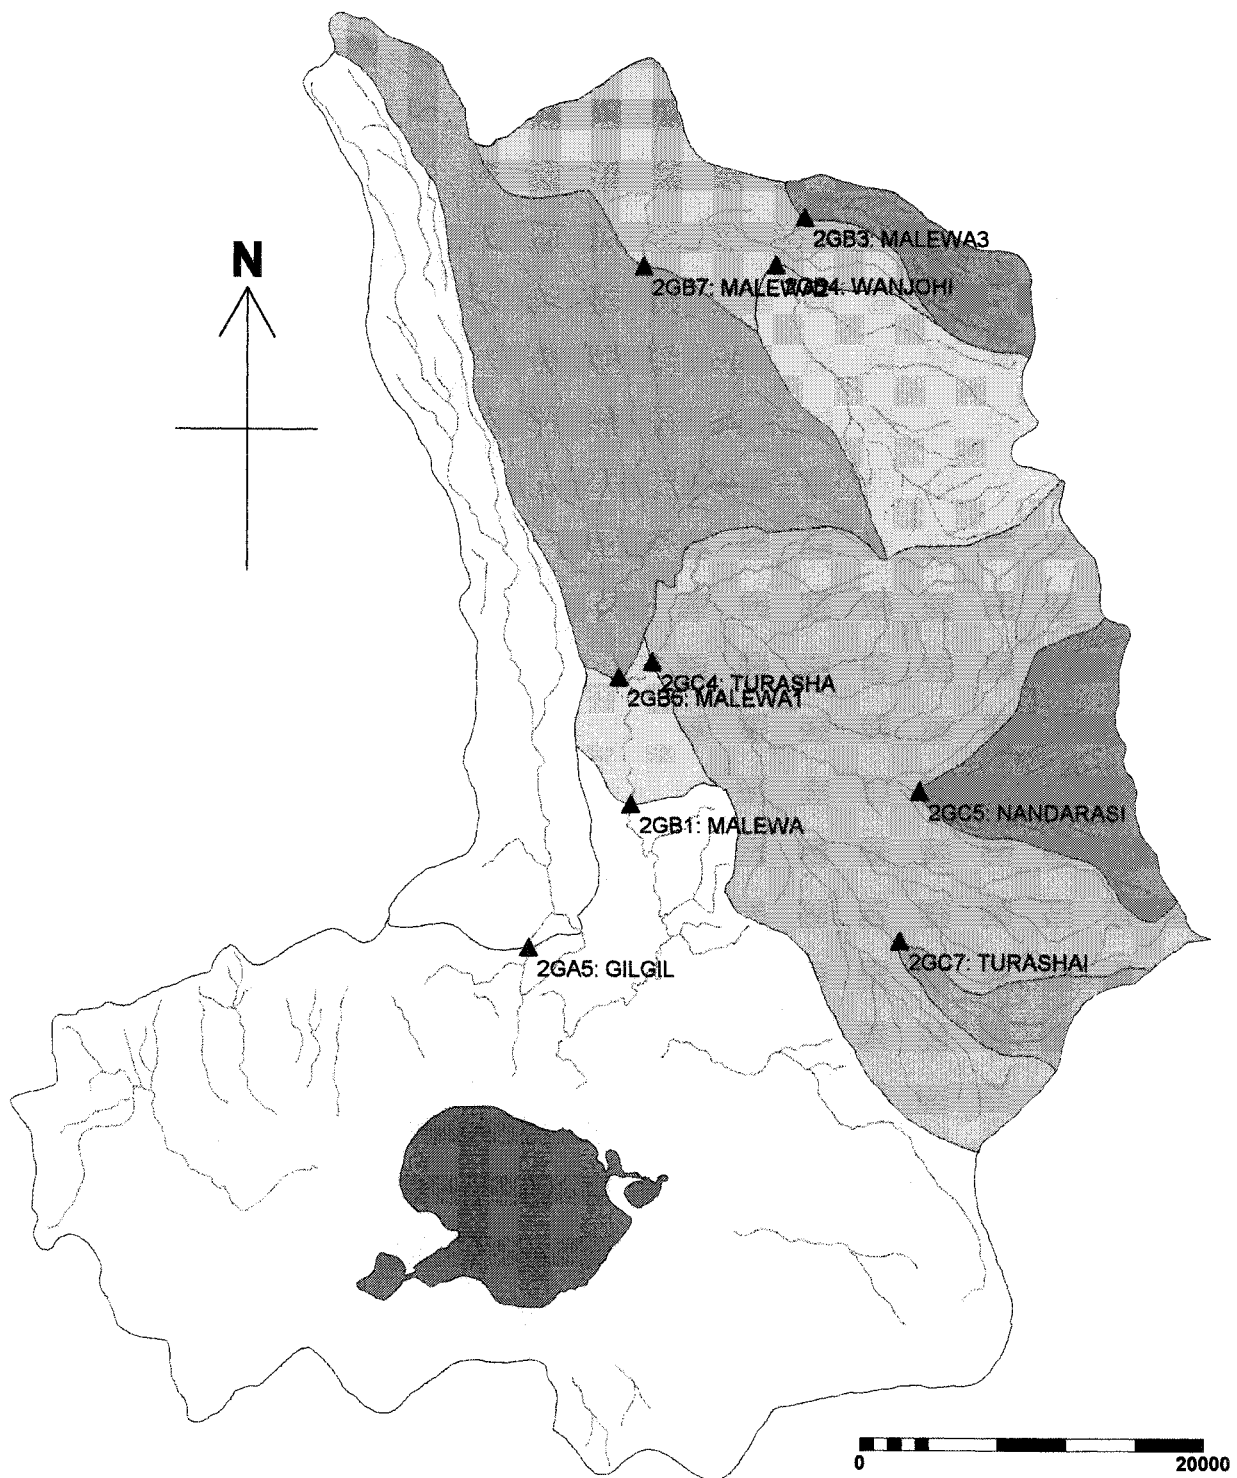 N
2GB3: MALEWA3
2GB7: MALEWA2
2GB4: WANJOHI
2GC4: TURASHA
2GB5: MALEWA1
2GC5: NANDARASI
2GB1: MALEWA
2GC7: TURASHAI
2GA5: GILGIL
0 20000